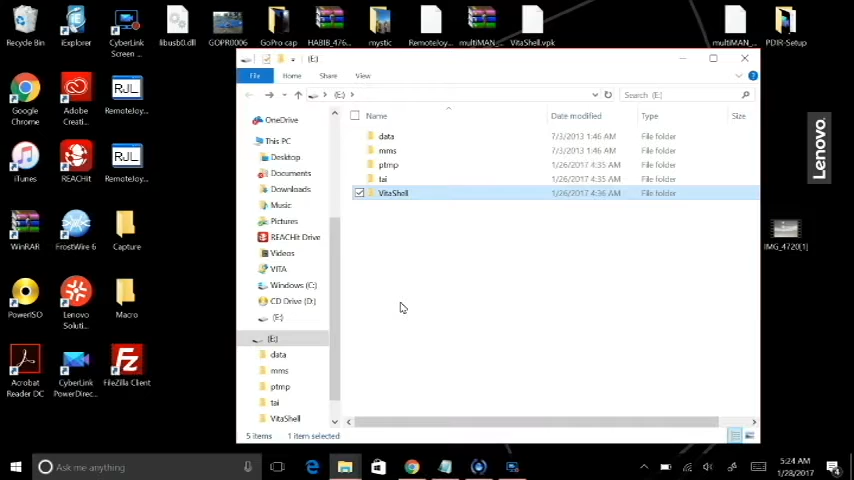 Recycle Bin
iExplorer
CyberLink
Screen ...
libusb0.dll
GOPR0006
GoPro cap
HABIB_476...
mystic
RemoteJoy...
multiMAN_...
VitaShell.vpk
multiMAN_...
PDIR-Setup
Google
Chrome
Adobe
Creati...
RJL
RemoteJo...
iTunes
REACHit
RJL
RemoteJoy...
WinRAR
FrostWire 6
Capture
PowerISO
Lenovo
Soluti...
Macro
Acrobat
Reader DC
CyberLink
PowerDirec...
FileZilla Client
(E:)
File
Home
Share
View
(E:)
Search (E:)
OneDrive
This PC
Desktop
Documents
Downloads
Music
Pictures
REACHit Drive
Videos
VITA
Windows (C:)
CD Drive (D:)
(E:)
(E:)
data
mms
ptmp
tai
VitaShell
Name Date modified Type Size
data 7/3/2013 1:46 AM File folder
mms 7/3/2013 1:46 AM File folder
ptmp 1/26/2017 4:35 AM File folder
tai 1/26/2017 4:35 AM File folder
VitaShell 1/26/2017 4:36 AM File folder
5 items 1 item selected
Lenovo
IMG_4720[1]
Ask me anything
5:24 AM
1/28/2017
4